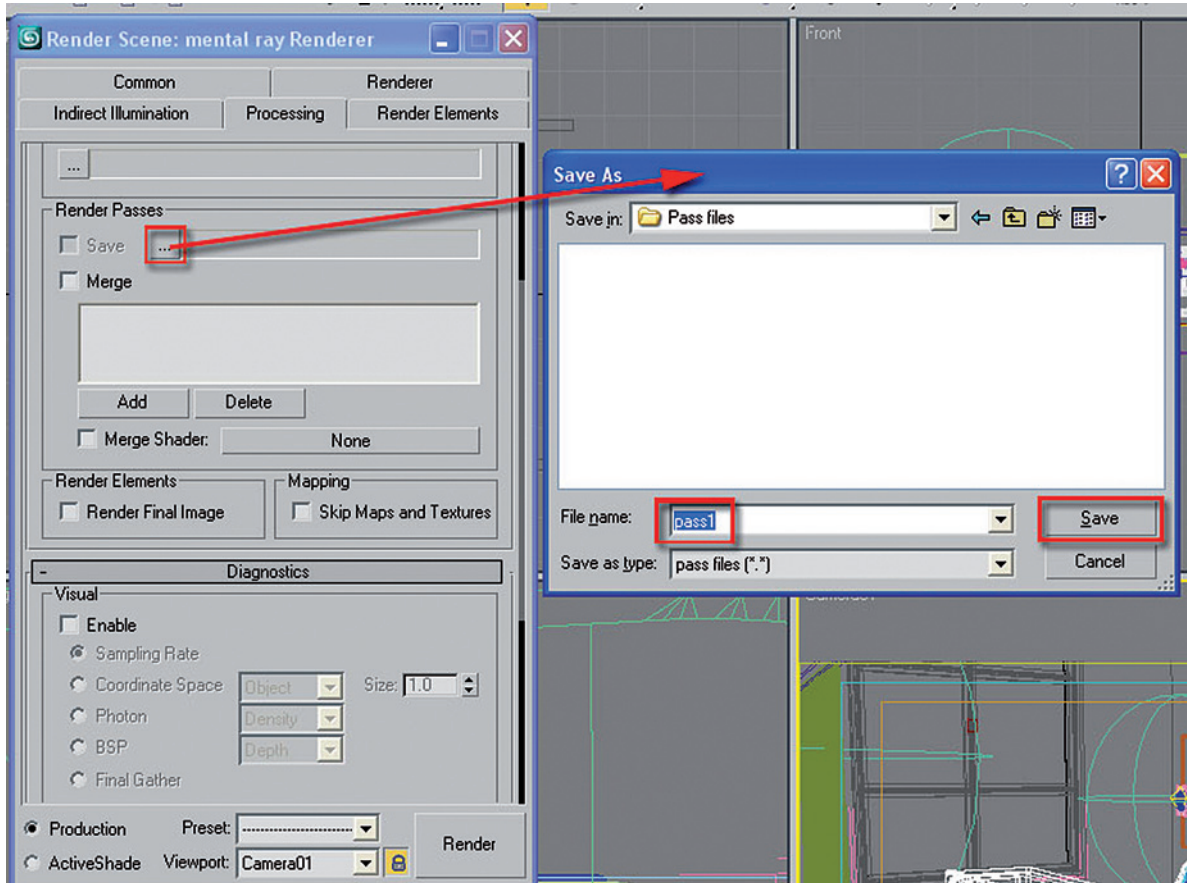 Render Scene: mental ray Renderer
Common
Renderer
Indirect Illumination
Processing
Render Elements
...
Render Passes
Save
...
Merge
Add
Delete
Merge Shader:
None
Render Elements
Render Final Image
Mapping
Skip Maps and Textures
- Diagnostics
Visual
Enable
Sampling Rate
Coordinate Space
Object
Size: 1.0
Photon
Density
BSP
Depth
Final Gather
Production
Preset:
ActiveShade
Viewport:
Camera01
Render
Front
Save As
Save in:
Pass files
File name:
pass1
Save
Save as type:
pass files (*.*)
Cancel